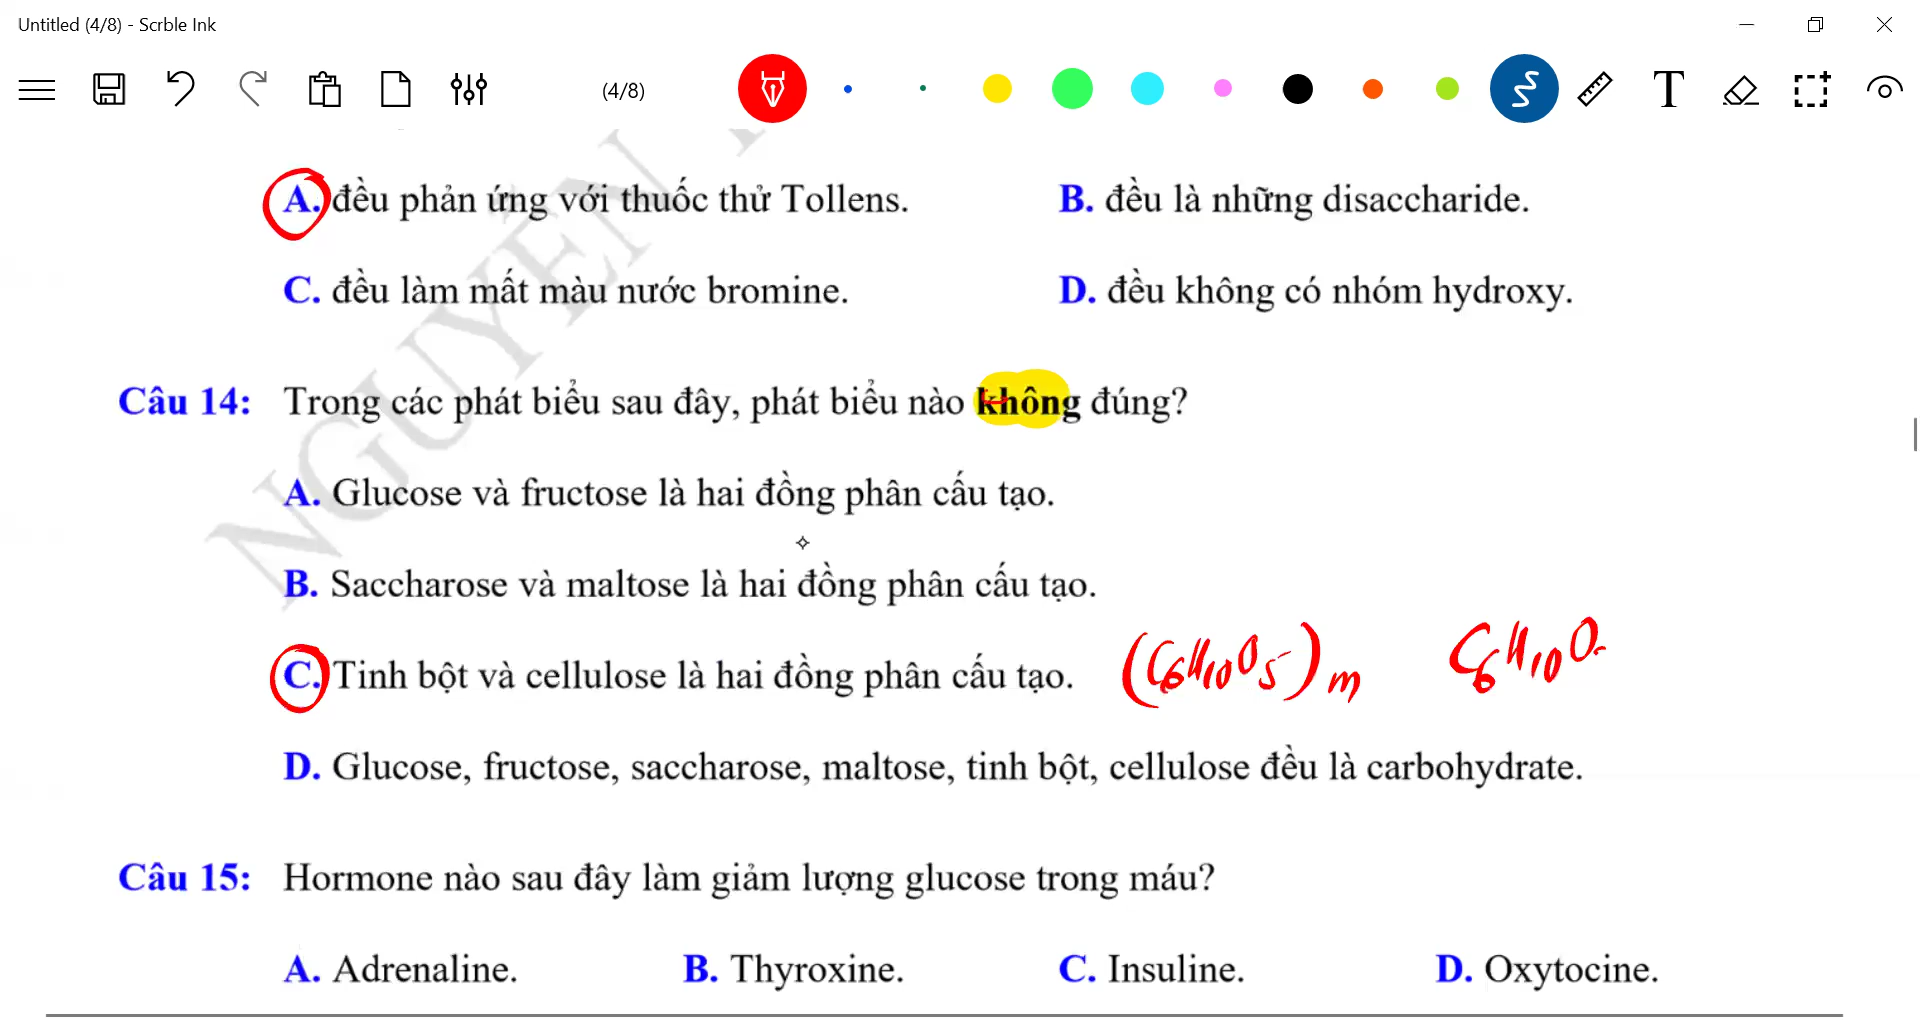 Untitled (4/8) - Scrble Ink
(4/8)
A. đều phản ứng với thuốc thử Tollens. B. đều là những disaccharide.
C. đều làm mất màu nước bromine. D. đều không có nhóm hydroxy.
Câu 14: Trong các phát biểu sau đây, phát biểu nào không đúng?
A. Glucose và fructose là hai đồng phân cấu tạo.
B. Saccharose và maltose là hai đồng phân cấu tạo.
C. Tinh bột và cellulose là hai đồng phân cấu tạo. (C6H10O5)m C6H10O
D. Glucose, fructose, saccharose, maltose, tinh bột, cellulose đều là carbohydrate.
Câu 15: Hormone nào sau đây làm giảm lượng glucose trong máu?
A. Adrenaline. B. Thyroxine. C. Insuline. D. Oxytocine.
NGUYỄN